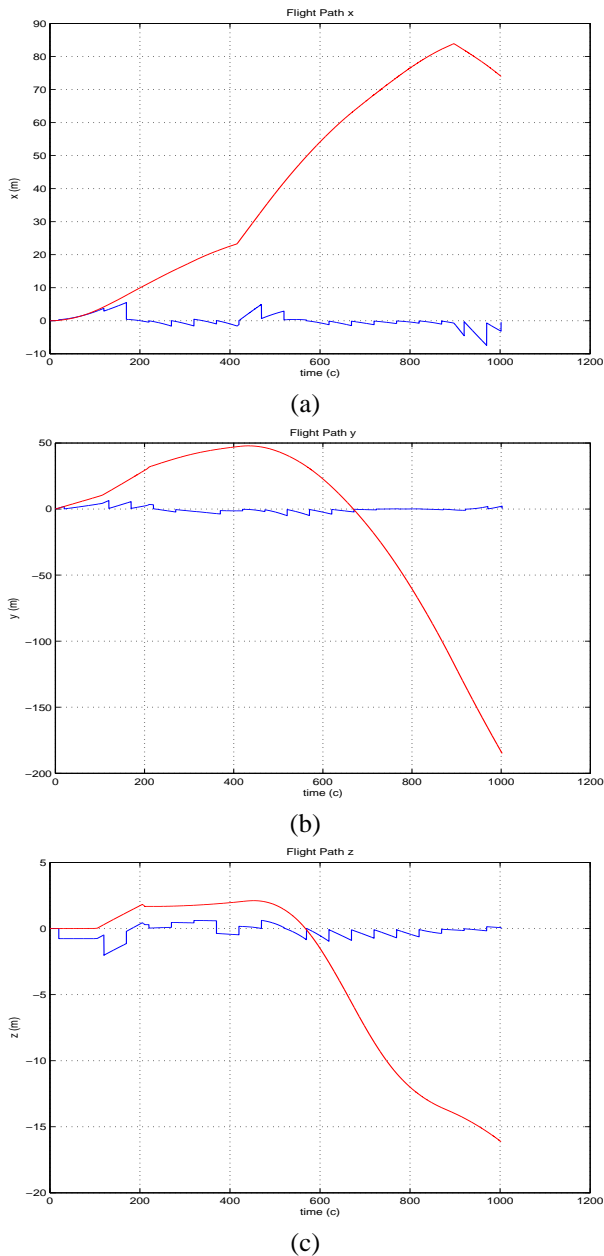 Flight Path x
90
80
70
60
50
40
30
20
10
0
−10
x (m)
0 200 400 600 800 1000 1200
time (c)
(a)
Flight Path y
50
0
−50
−100
−150
−200
y (m)
0 200 400 600 800 1000 1200
time (c)
(b)
Flight Path z
5
0
−5
−10
−15
−20
z (m)
0 200 400 600 800 1000 1200
time (c)
(c)